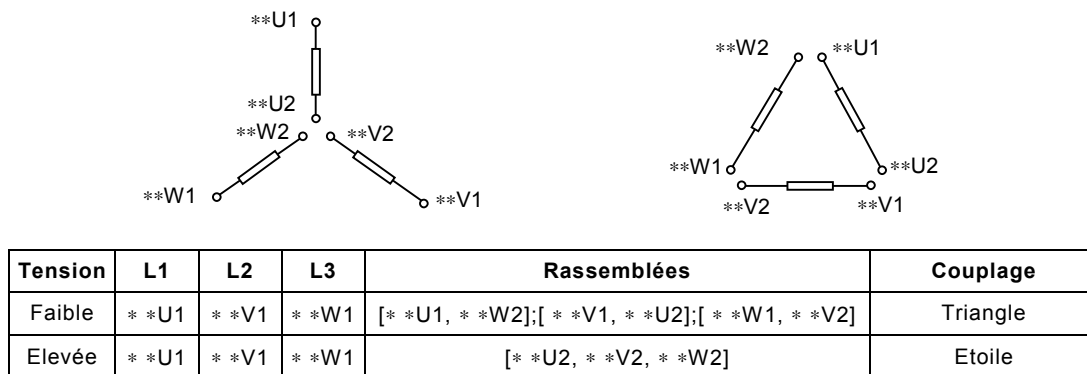 **U1
**U2
**W2 **V2
**W1 **V1
**W2 **U1
**W1 **U2
**V2 **V1
Tension L1 L2 L3 Rassemblées Couplage
Faible * *U1 * *V1 * *W1 [* *U1, * *W2];[ * *V1, * *U2];[ * *W1, * *V2] Triangle
Elevée * *U1 * *V1 * *W1 [* *U2, * *V2, * *W2] Etoile